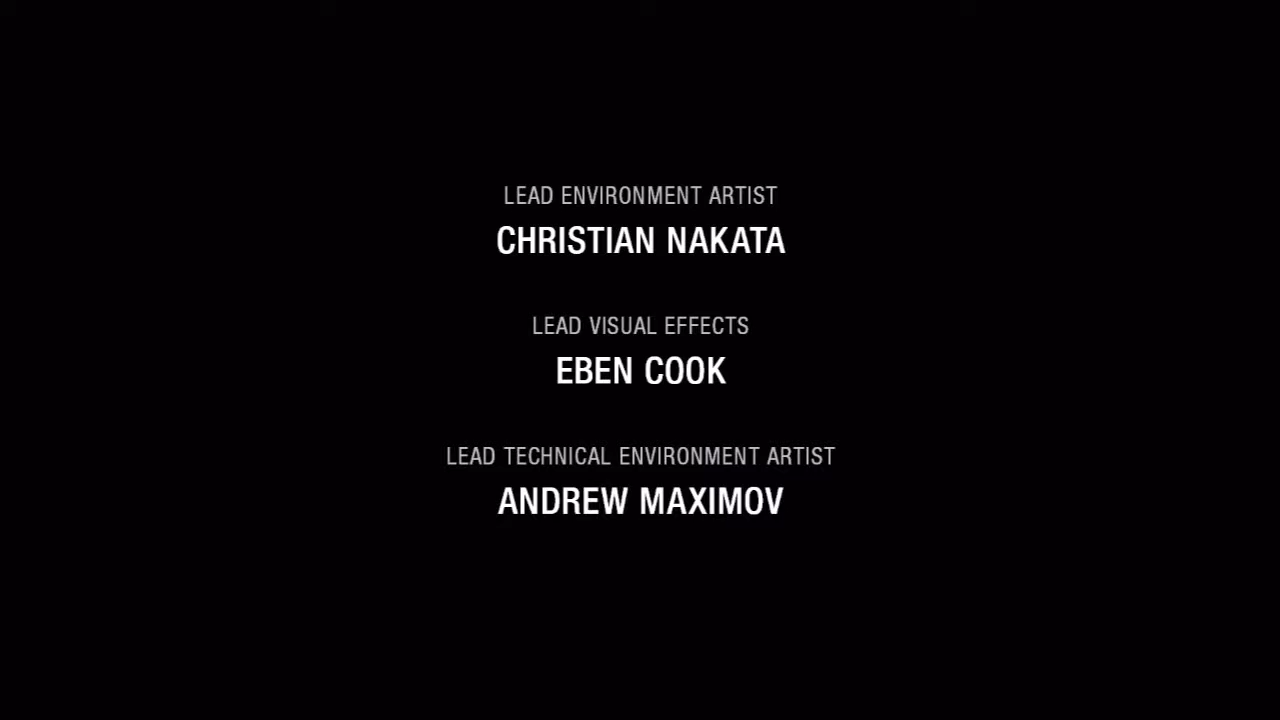 LEAD ENVIRONMENT ARTIST
CHRISTIAN NAKATA
LEAD VISUAL EFFECTS
EBEN COOK
LEAD TECHNICAL ENVIRONMENT ARTIST
ANDREW MAXIMOV